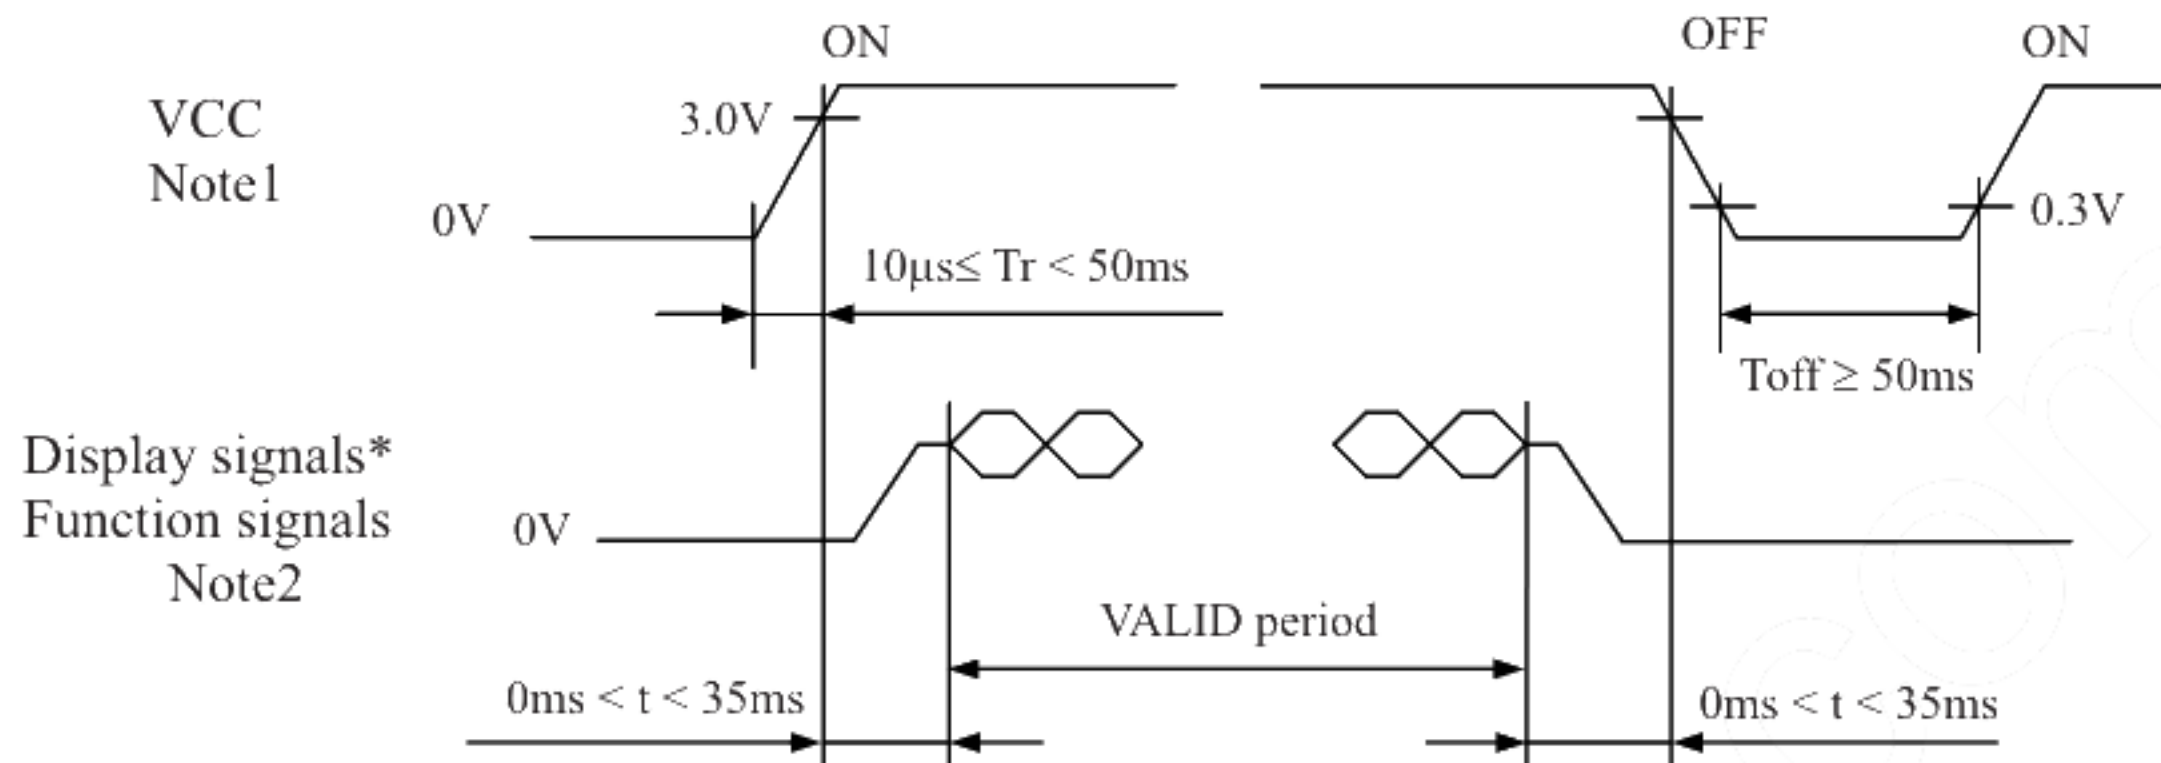 ON
OFF
ON
VCC
Note1
3.0V
0V
0.3V
10μs≤ Tr < 50ms
Toff ≥ 50ms
Display signals*
Function signals
Note2
0V
VALID period
0ms < t < 35ms
0ms < t < 35ms